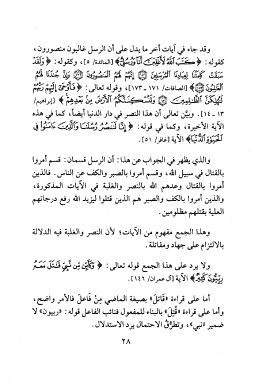 وقد جاء في آيات أخر ما يدل على أن الرسل غالبون منصورون،
كقوله: ﴿كَتَبَ اللَّهُ لَأَغْلِبَنَّ أَنَا وَرُسُلِي﴾ [المائدة/ ٥]، وكقوله: ﴿وَلَقَدْ
سَبَقَتْ كَلِمَتُنَا لِعِبَادِنَا الْمُرْسَلِينَ إِنَّهُمْ لَهُمُ الْمَنصُورُونَ وَإِنَّ جُندَنَا لَهُمُ
الْغَالِبُونَ﴾ [الصافات/ ١٧١ ـ ١٧٣]، وقوله تعالى: ﴿فَأَوْحَىٰ إِلَيْهِمْ رَبُّهُمْ
لَنُهْلِكَنَّ الظَّالِمِينَ وَلَنُسْكِنَنَّكُمُ الْأَرْضَ مِن بَعْدِهِمْ﴾ [إبراهيم/
١٣ ـ ١٤]. وبيَّن تعالى أن هذا النصر في دار الدنيا أيضاً، كما في هذه
الآية الأخيرة، وكما في قوله: ﴿إِنَّا لَنَنصُرُ رُسُلَنَا وَالَّذِينَ آمَنُوا فِي
الْحَيَاةِ الدُّنْيَا﴾ الآية [غافر/ ٥١].
والذي يظهر في الجواب عن هذا: أن الرسل قسمان: قسم أمروا
بالقتال في سبيل الله، وقسم أمروا بالصبر والكف عن الناس. فالذين
أمروا بالقتال وعدهم الله بالنصر والغلبة في الآيات المذكورة،
والذين أمروا بالكف والصبر هم الذين قتلوا ليزيد الله رفع درجاتهم
العلية بقتلهم مظلومين.
وهذا الجمع مفهوم من الآيات؛ لأن النصر والغلبة فيه الدلالة
بالالتزام على جهاد ومقاتلة.
ولا يرد على هذا الجمع قوله تعالى: ﴿وَكَأَيِّن مِّن نَّبِيٍّ قَاتَلَ مَعَهُ
رِبِّيُّونَ كَثِيرٌ﴾ الآية [آل عمران/ ١٤٦].
أما على قراءة «قاتَلَ» بصيغة الماضي مِنْ فَاعَلَ فالأمر واضح،
وأما على قراءة «قُتِلَ» بالبناء للمفعول فنائب الفاعل قوله: «ربيون» لا
ضمير «نبي»، وتطرُّق الاحتمال يرد الاستدلال.
٢٨